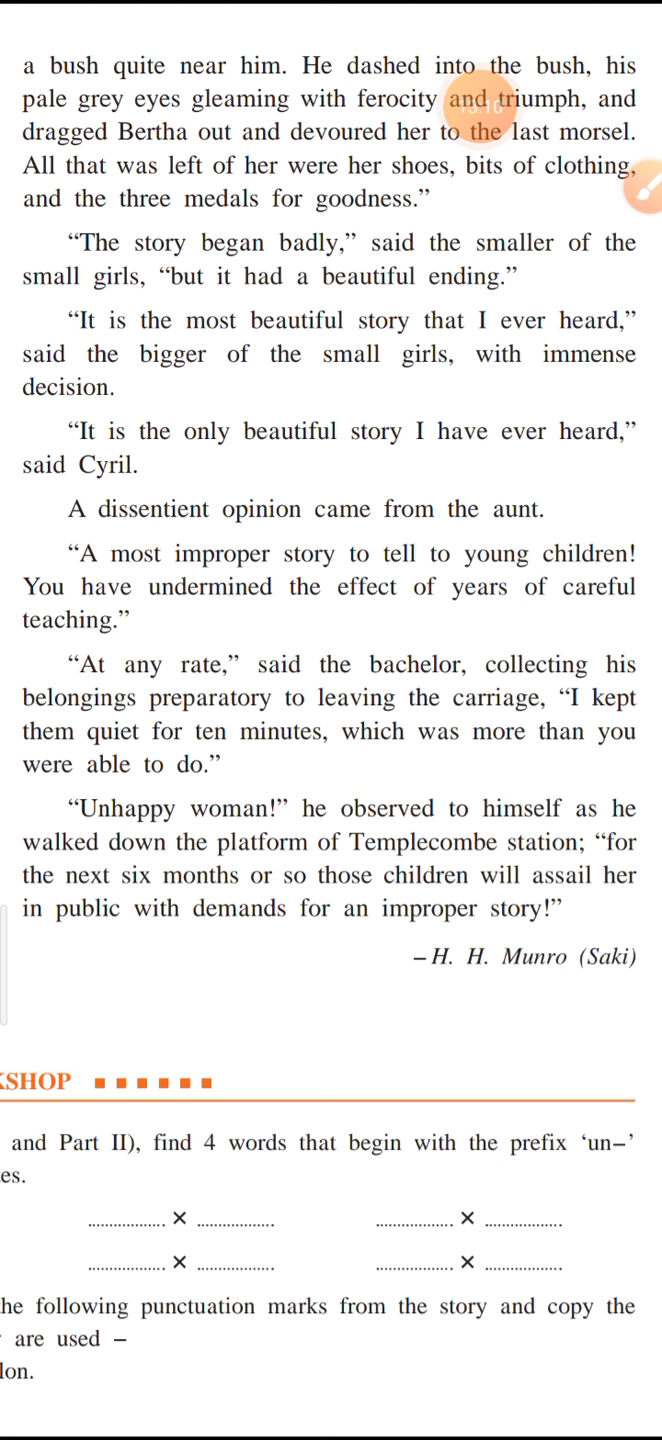 a bush quite near him. He dashed into the bush, his
pale grey eyes gleaming with ferocity and triumph, and
dragged Bertha out and devoured her to the last morsel.
All that was left of her were her shoes, bits of clothing,
and the three medals for goodness.”
“The story began badly,” said the smaller of the
small girls, “but it had a beautiful ending.”
“It is the most beautiful story that I ever heard,”
said the bigger of the small girls, with immense
decision.
“It is the only beautiful story I have ever heard,”
said Cyril.
A dissentient opinion came from the aunt.
“A most improper story to tell to young children!
You have undermined the effect of years of careful
teaching.”
“At any rate,” said the bachelor, collecting his
belongings preparatory to leaving the carriage, “I kept
them quiet for ten minutes, which was more than you
were able to do.”
“Unhappy woman!” he observed to himself as he
walked down the platform of Templecombe station; “for
the next six months or so those children will assail her
in public with demands for an improper story!”
– H. H. Munro (Saki)
KSHOP
and Part II), find 4 words that begin with the prefix ‘un–’
es.
................. × ................. ................. × .................
................. × ................. ................. × .................
he following punctuation marks from the story and copy the
are used –
lon.